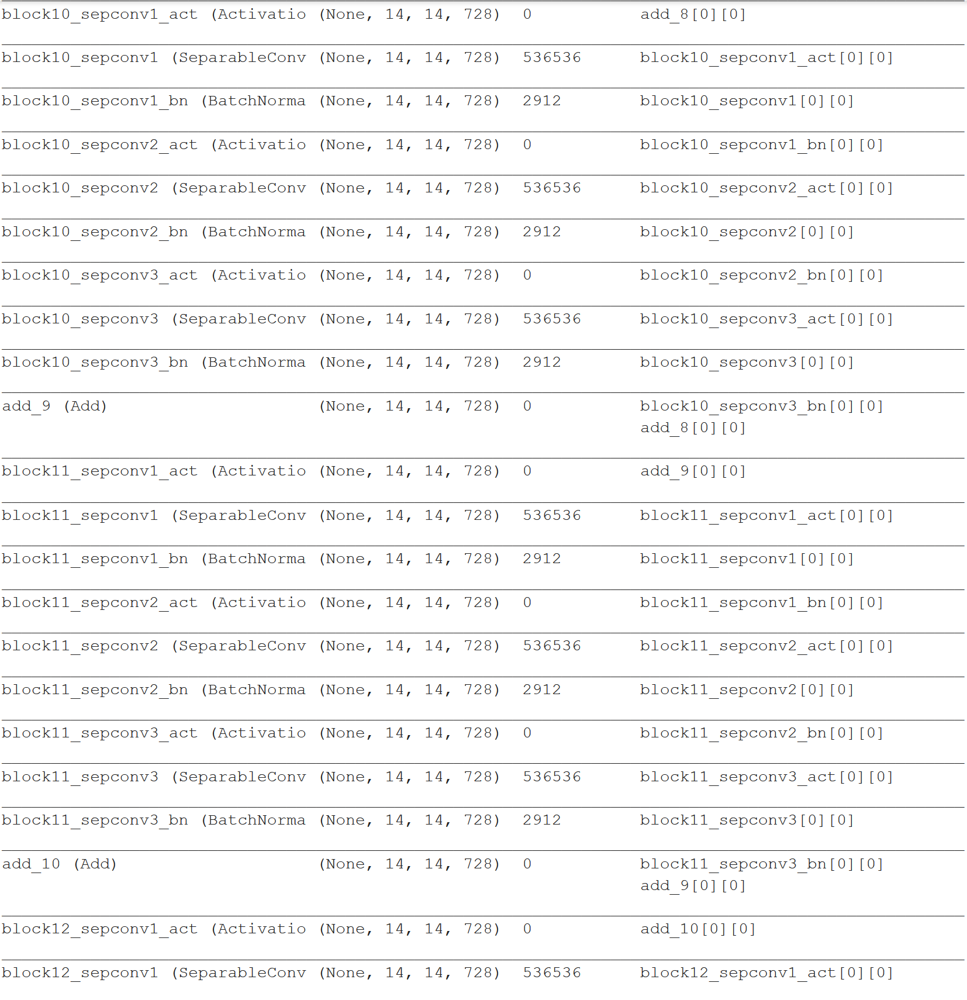 block10_sepconv1_act (Activatio (None, 14, 14, 728) 0 add_8[0][0]
block10_sepconv1 (SeparableConv (None, 14, 14, 728) 536536 block10_sepconv1_act[0][0]
block10_sepconv1_bn (BatchNorma (None, 14, 14, 728) 2912 block10_sepconv1[0][0]
block10_sepconv2_act (Activatio (None, 14, 14, 728) 0 block10_sepconv1_bn[0][0]
block10_sepconv2 (SeparableConv (None, 14, 14, 728) 536536 block10_sepconv2_act[0][0]
block10_sepconv2_bn (BatchNorma (None, 14, 14, 728) 2912 block10_sepconv2[0][0]
block10_sepconv3_act (Activatio (None, 14, 14, 728) 0 block10_sepconv2_bn[0][0]
block10_sepconv3 (SeparableConv (None, 14, 14, 728) 536536 block10_sepconv3_act[0][0]
block10_sepconv3_bn (BatchNorma (None, 14, 14, 728) 2912 block10_sepconv3[0][0]
add_9 (Add) (None, 14, 14, 728) 0 block10_sepconv3_bn[0][0]
add_8[0][0]
block11_sepconv1_act (Activatio (None, 14, 14, 728) 0 add_9[0][0]
block11_sepconv1 (SeparableConv (None, 14, 14, 728) 536536 block11_sepconv1_act[0][0]
block11_sepconv1_bn (BatchNorma (None, 14, 14, 728) 2912 block11_sepconv1[0][0]
block11_sepconv2_act (Activatio (None, 14, 14, 728) 0 block11_sepconv1_bn[0][0]
block11_sepconv2 (SeparableConv (None, 14, 14, 728) 536536 block11_sepconv2_act[0][0]
block11_sepconv2_bn (BatchNorma (None, 14, 14, 728) 2912 block11_sepconv2[0][0]
block11_sepconv3_act (Activatio (None, 14, 14, 728) 0 block11_sepconv2_bn[0][0]
block11_sepconv3 (SeparableConv (None, 14, 14, 728) 536536 block11_sepconv3_act[0][0]
block11_sepconv3_bn (BatchNorma (None, 14, 14, 728) 2912 block11_sepconv3[0][0]
add_10 (Add) (None, 14, 14, 728) 0 block11_sepconv3_bn[0][0]
add_9[0][0]
block12_sepconv1_act (Activatio (None, 14, 14, 728) 0 add_10[0][0]
block12_sepconv1 (SeparableConv (None, 14, 14, 728) 536536 block12_sepconv1_act[0][0]